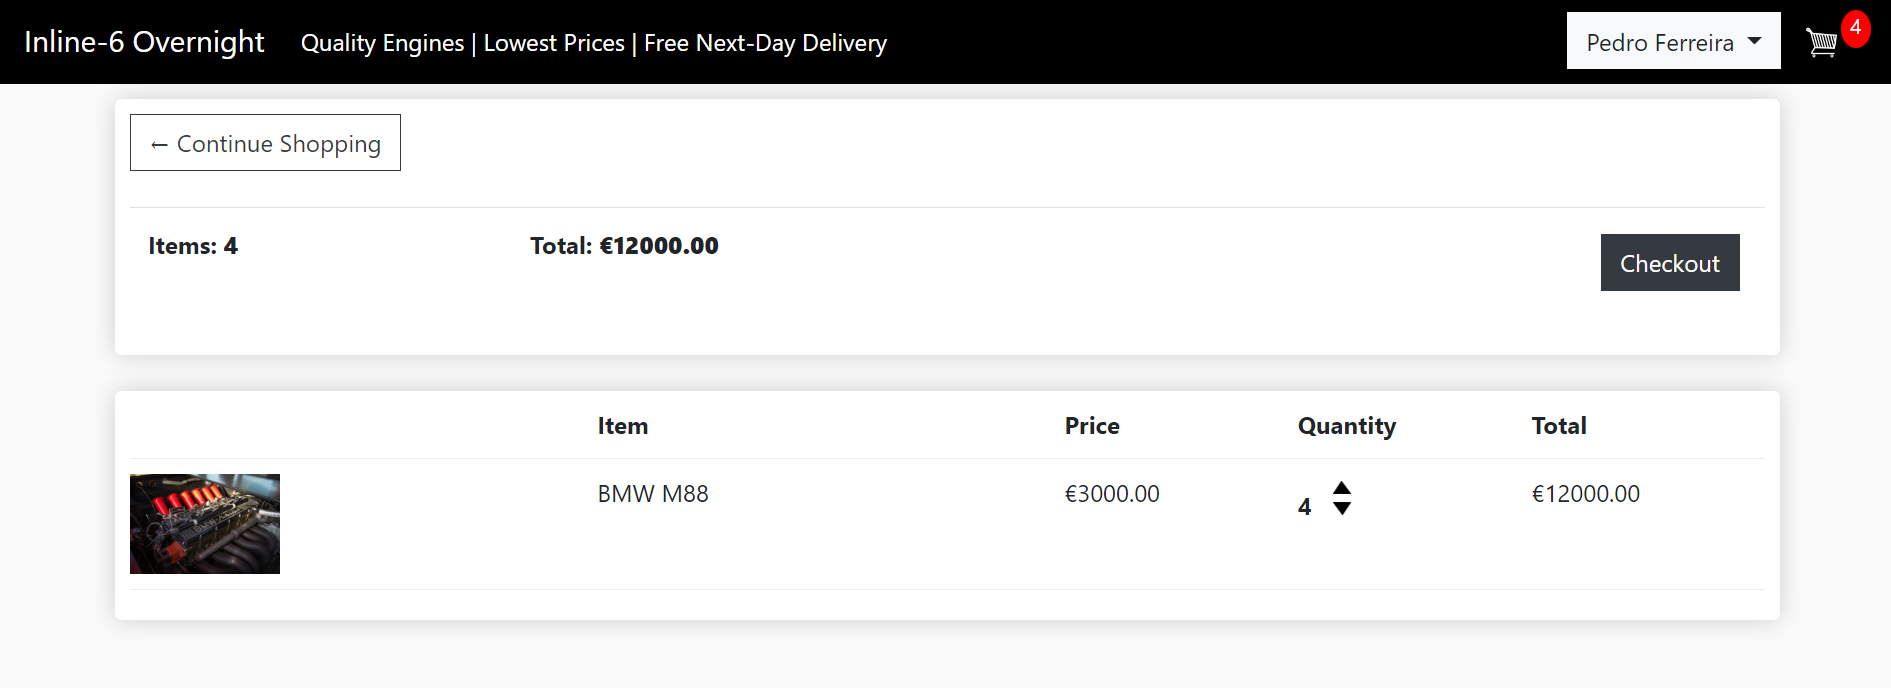 Inline-6 Overnight Quality Engines | Lowest Prices | Free Next-Day Delivery Pedro Ferreira 4
← Continue Shopping
Items: 4 Total: €12000.00 Checkout
Item Price Quantity Total
BMW M88 €3000.00 4 €12000.00